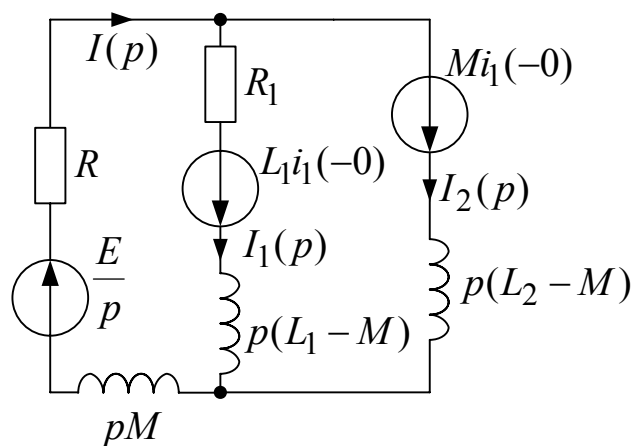 I(p)
R₁
Mi₁(−0)
R
L₁i₁(−0)
I₂(p)
I₁(p)
E/p
p(L₂ − M)
p(L₁ − M)
pM